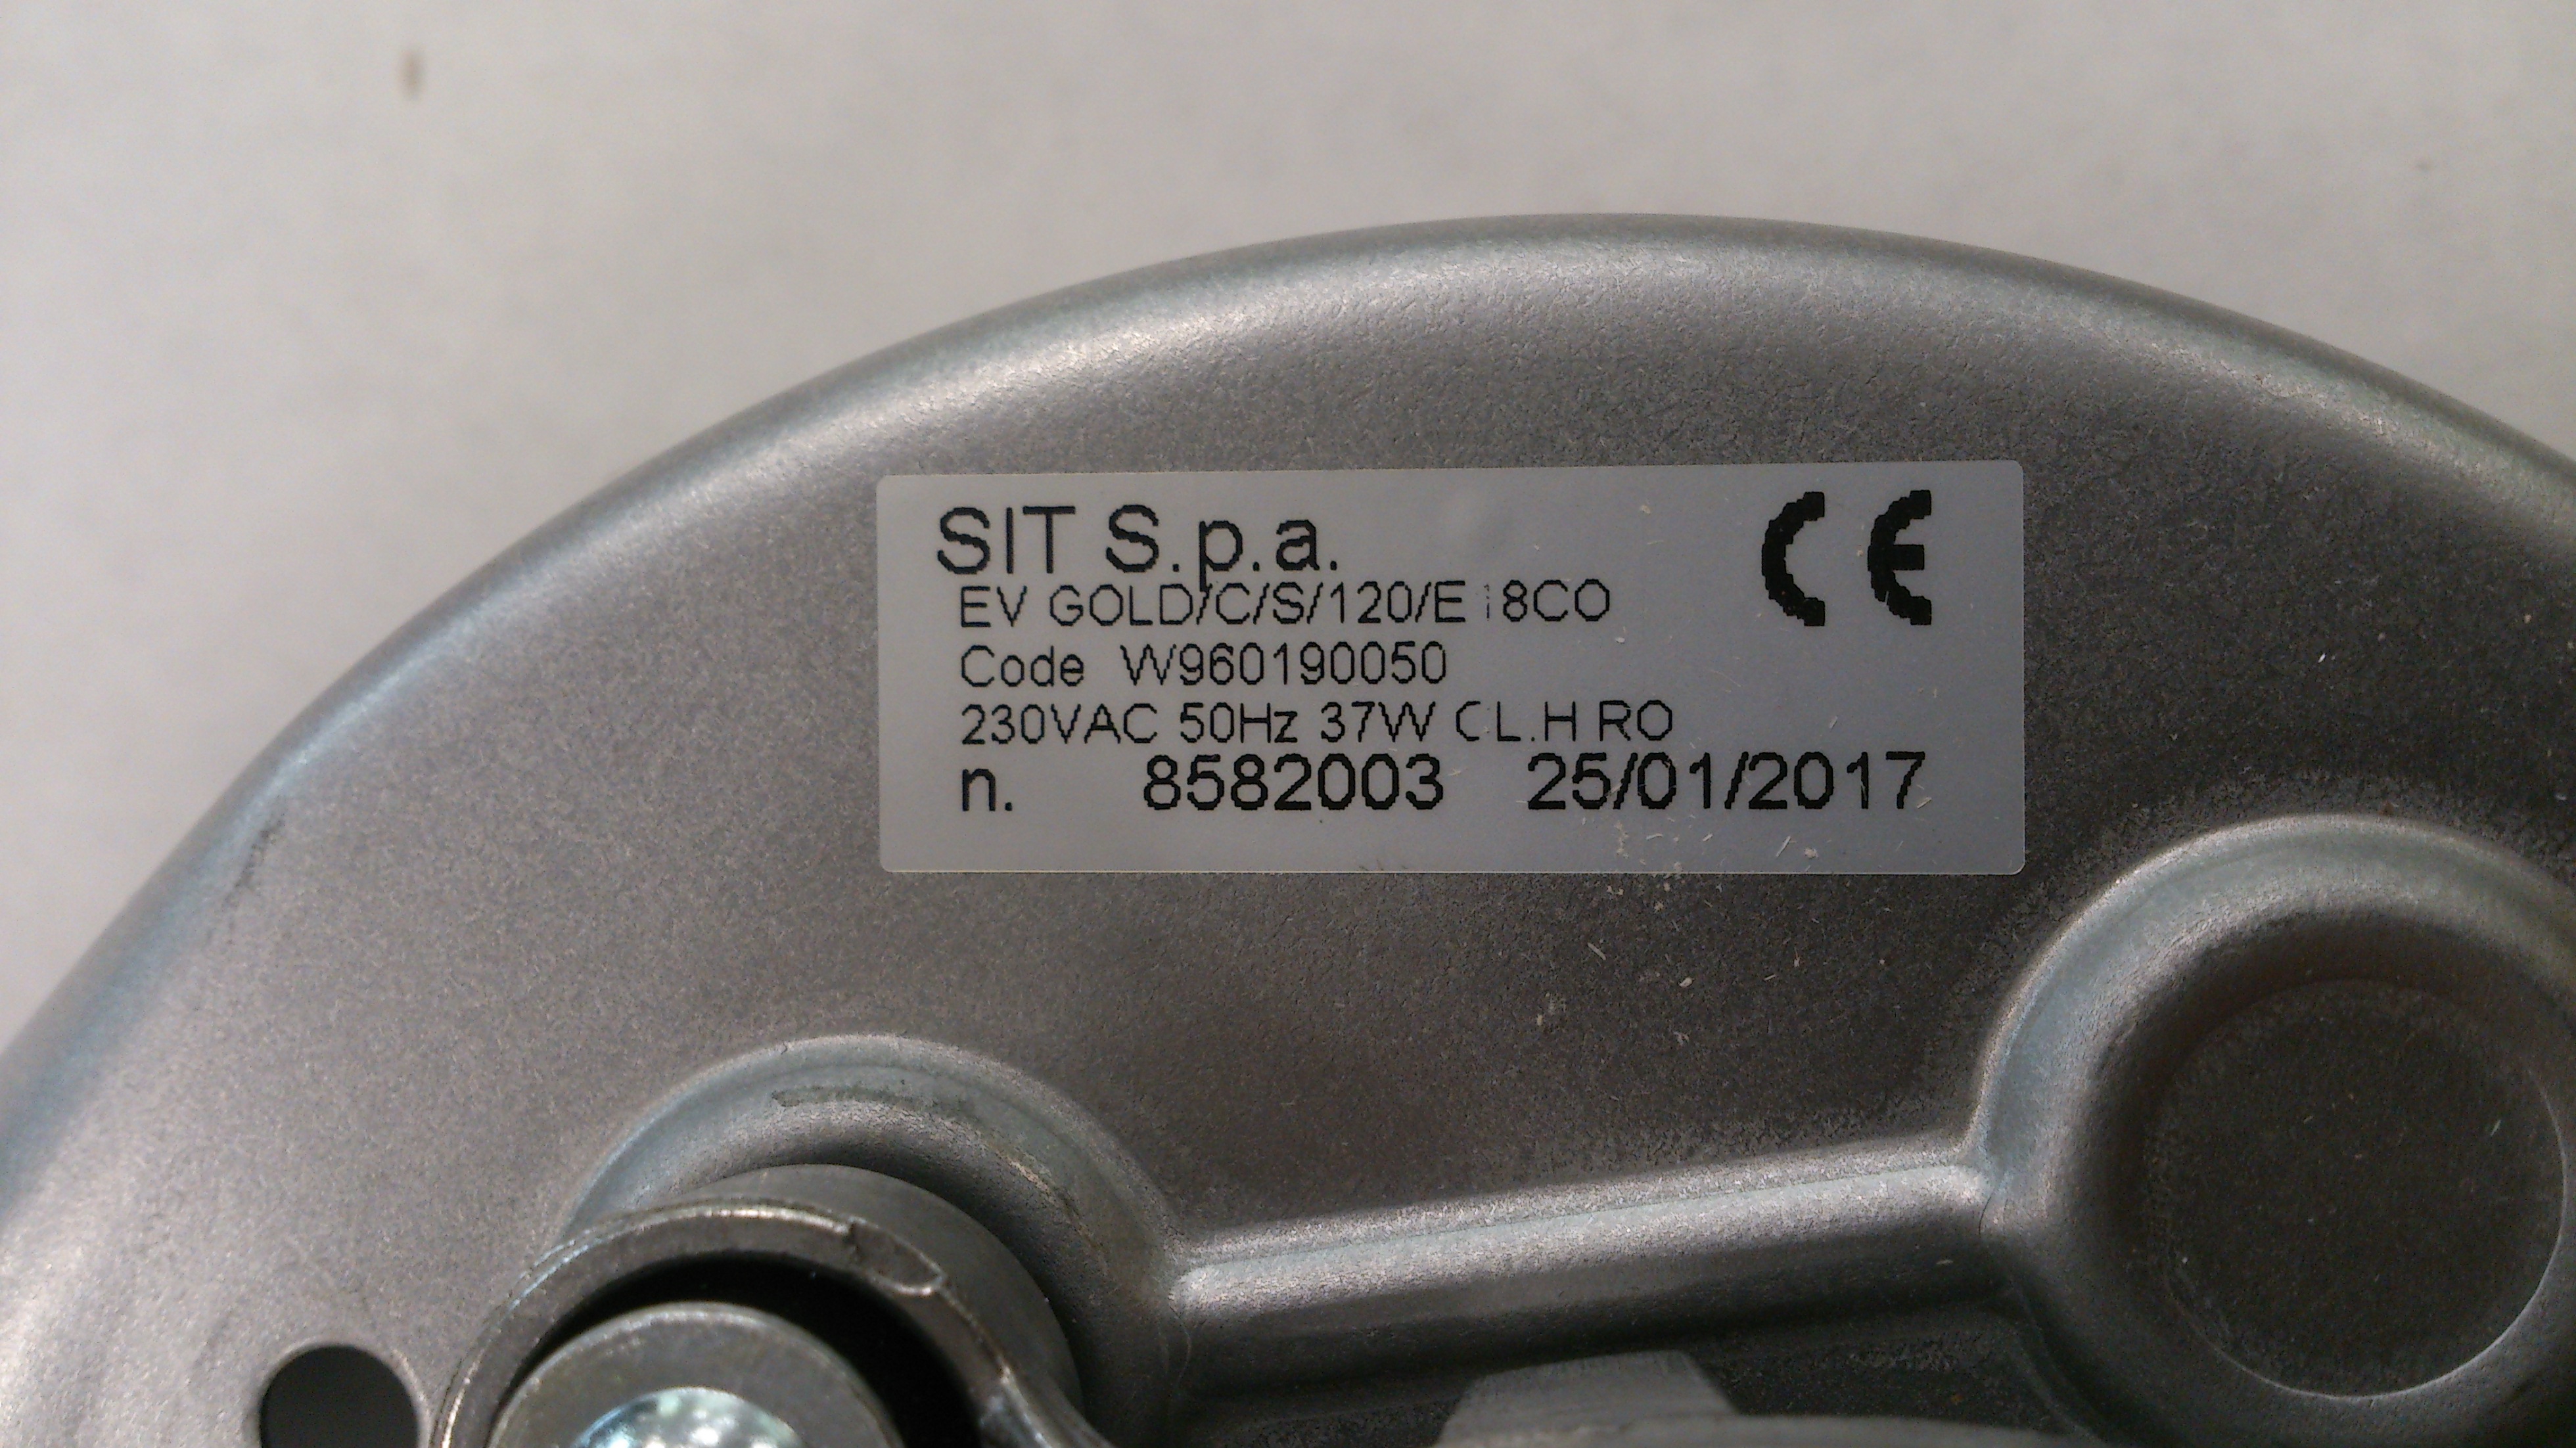 SIT S.p.a. CE
EV GOLD/C/S/120/E18CO
Code W960190050
230VAC 50Hz 37W CL.H RO
n. 8582003 25/01/2017